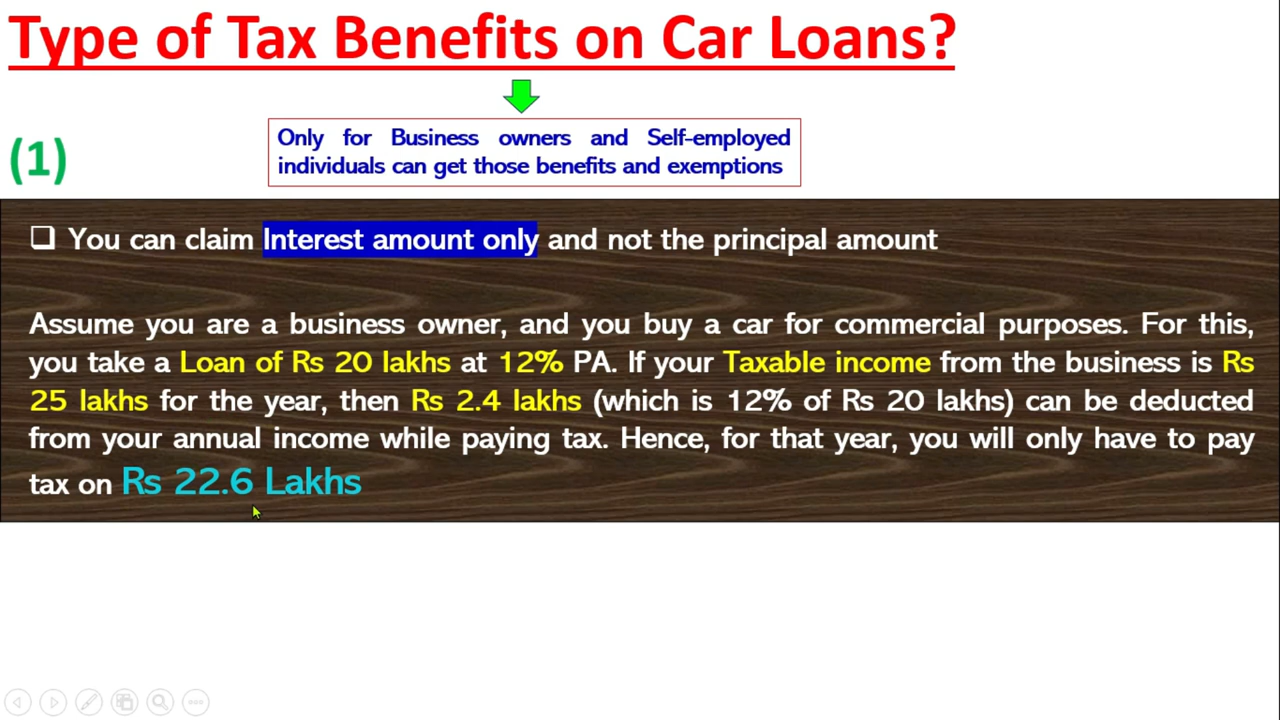 Type of Tax Benefits on Car Loans?
(1)
Only for Business owners and Self-employed
individuals can get those benefits and exemptions
❑ You can claim Interest amount only and not the principal amount
Assume you are a business owner, and you buy a car for commercial purposes. For this,
you take a Loan of Rs 20 lakhs at 12% PA. If your Taxable income from the business is Rs
25 lakhs for the year, then Rs 2.4 lakhs (which is 12% of Rs 20 lakhs) can be deducted
from your annual income while paying tax. Hence, for that year, you will only have to pay
tax on Rs 22.6 Lakhs